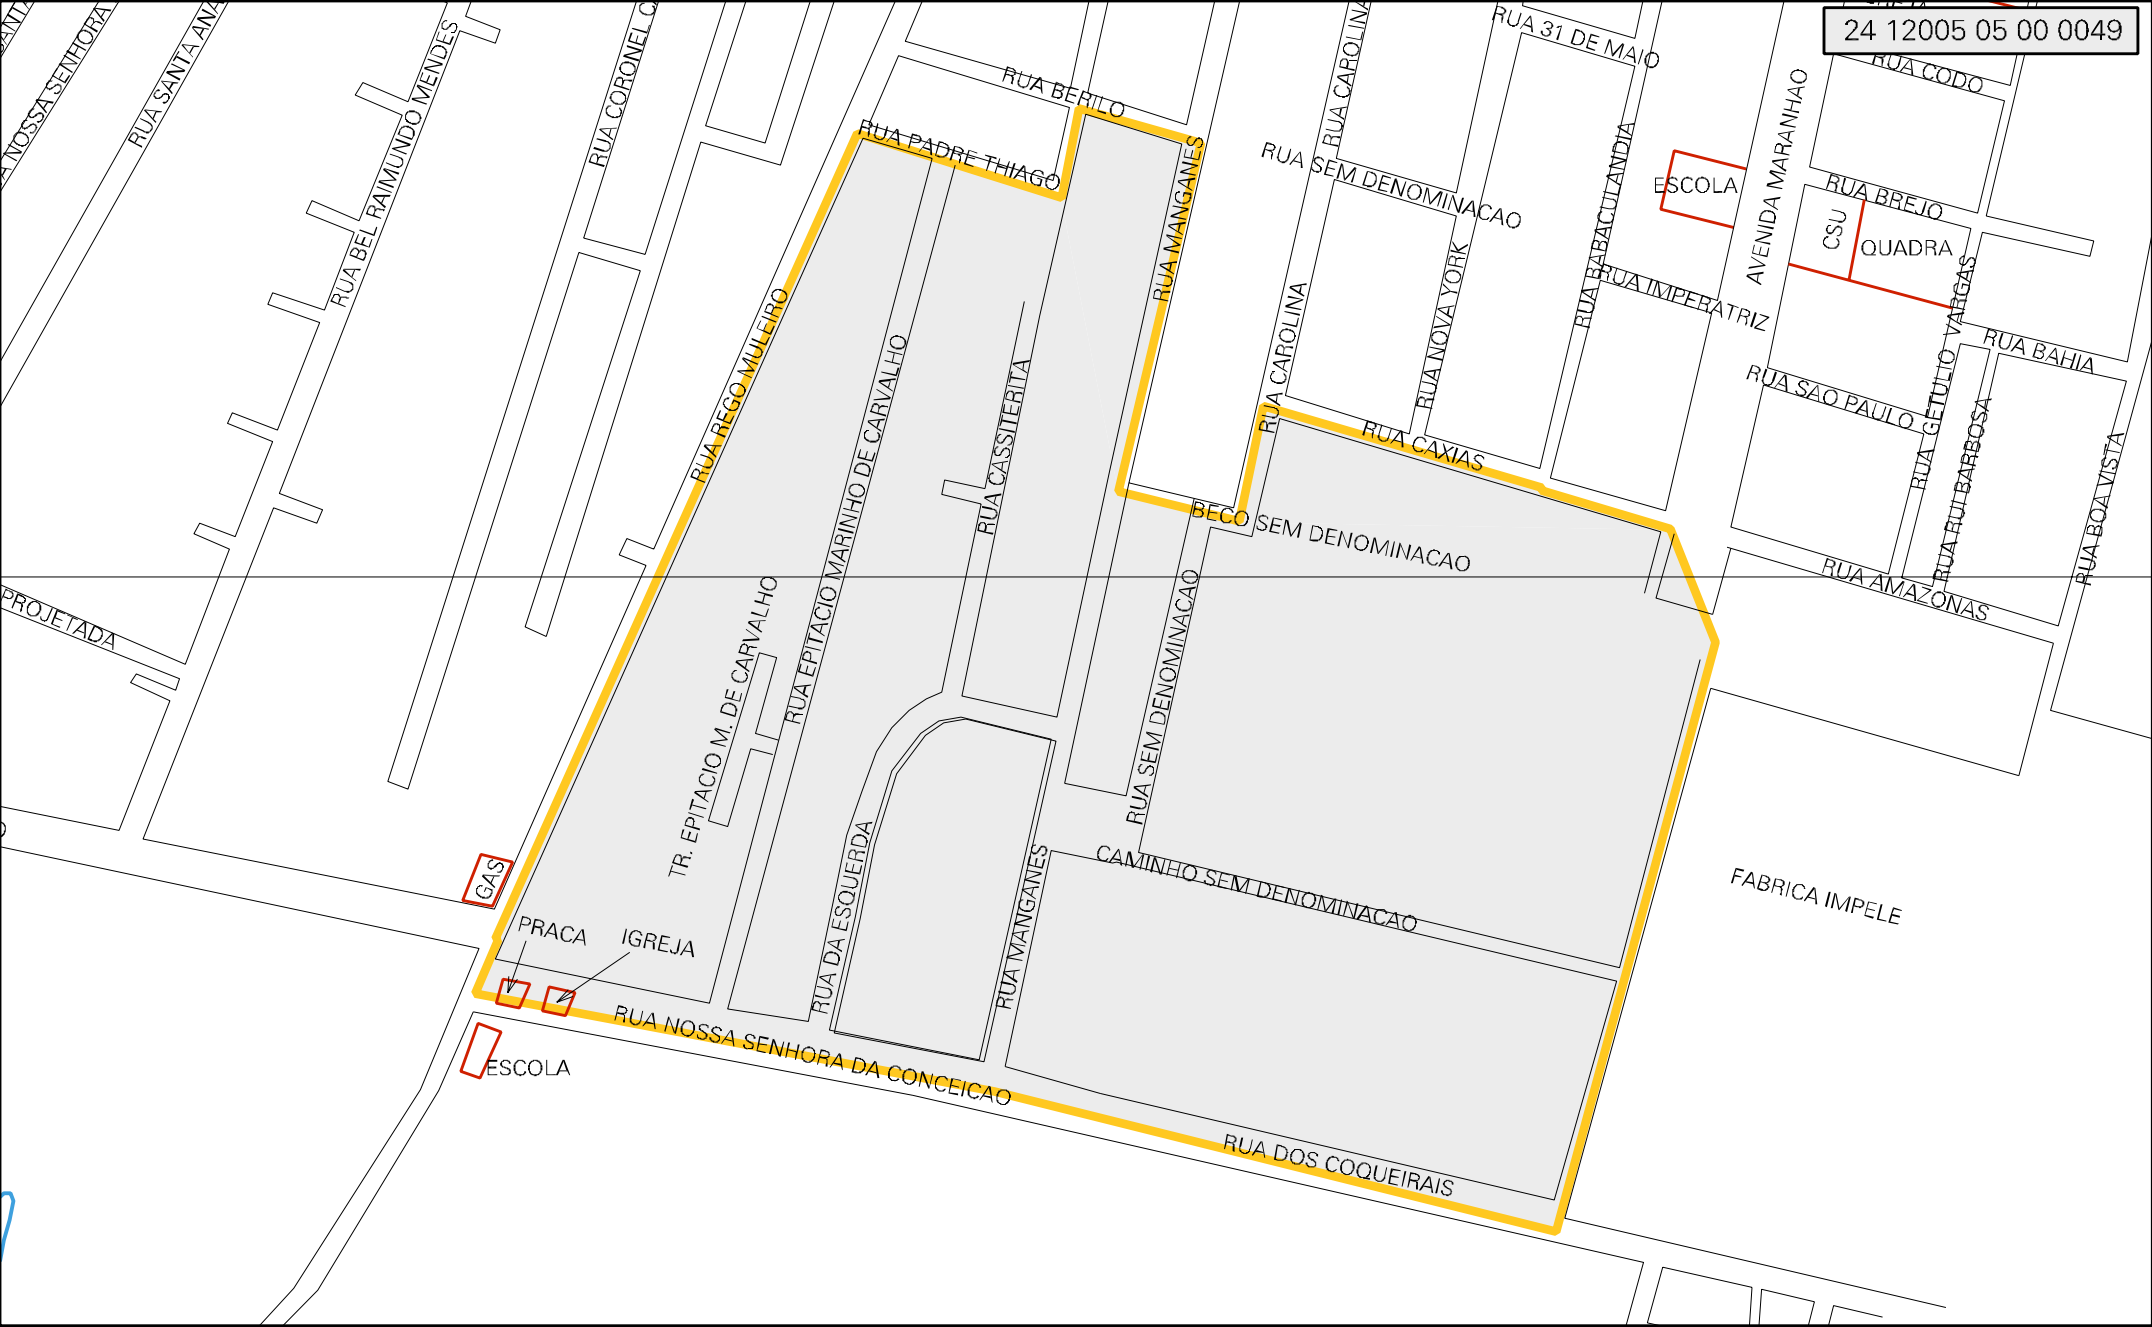 24 12005 05 00 0049
RUA SANTA ANA
RUA BEL RAIMUNDO MENDES
RUA CORONEL
RUA BERILO
RUA PADRE THIAGO
RUA MANGANES
RUA CAROLINA
RUA 31 DE MAIO
RUA CODO
RUA SEM DENOMINACAO
RUA BABACULANDIA
ESCOLA
AVENIDA MARANHAO
RUA BREJO
CSU
QUADRA
NOSSA SENHORA
RUA REGO MULEIRO
RUA EPITACIO MARINHO DE CARVALHO
RUA CASSITERITA
RUA CAROLINA
RUA NOVA YORK
RUA IMPERATRIZ
RUA GETULIO VARGAS
RUA BAHIA
RUA SAO PAULO
RUA RUI BARBOSA
RUA BOA VISTA
RUA CAXIAS
BECO SEM DENOMINACAO
RUA AMAZONAS
PROJETADA
TR. EPITACIO M. DE CARVALHO
RUA SEM DENOMINACAO
GAS
RUA DA ESQUERDA
RUA MANGANES
CAMINHO SEM DENOMINACAO
FABRICA IMPELE
PRACA
IGREJA
RUA NOSSA SENHORA DA CONCEICAO
ESCOLA
RUA DOS COQUEIRAIS